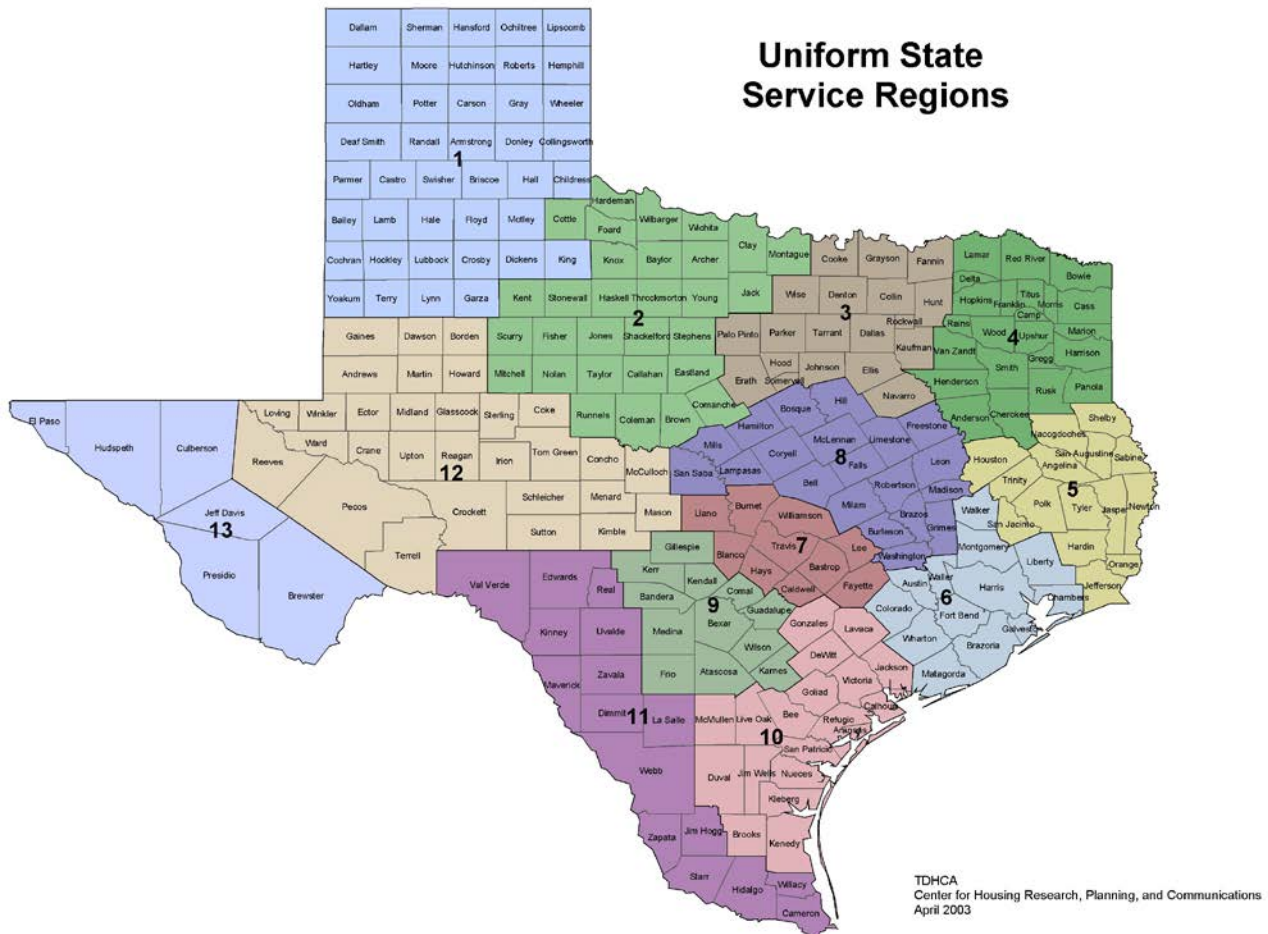 Uniform State
Service Regions
Dallam Sherman Hansford Ochiltree Lipscomb
Hartley Moore Hutchinson Roberts Hemphill
Oldham Potter Carson Gray Wheeler
Deaf Smith Randall Armstrong Donley Collingsworth
1
Parmer Castro Swisher Briscoe Hall Childress
Bailey Lamb Hale Floyd Motley Cottle Hardeman Foard Wilbarger Wichita
Cochran Hockley Lubbock Crosby Dickens King Knox Baylor Archer Clay Montague Cooke Grayson Fannin Lamar Red River Bowie
Yoakum Terry Lynn Garza Kent Stonewall Haskell Throckmorton Young Jack Wise Denton Collin Hunt Delta Hopkins Franklin Titus Morris Cass
2 3 4
Gaines Dawson Borden Scurry Fisher Jones Shackelford Stephens Palo Pinto Parker Tarrant Dallas Rockwall Kaufman Rains Wood Camp Upshur Marion
Andrews Martin Howard Mitchell Nolan Taylor Callahan Eastland Erath Hood Somervell Johnson Ellis Van Zandt Smith Gregg Harrison
El Paso Hudspeth Culberson Loving Winkler Ector Midland Glasscock Sterling Coke Runnels Coleman Brown Comanche Bosque Hill Navarro Henderson Anderson Cherokee Rusk Panola
Reeves Ward Crane Upton Reagan Irion Tom Green Concho McCulloch San Saba Mills Hamilton Lampasas Coryell McLennan Limestone Freestone Falls Bell Leon Houston Nacogdoches Shelby San Augustine Sabine Angelina
12 8 5
Jeff Davis Pecos Crockett Schleicher Menard Mason Llano Burnet Williamson Milam Robertson Brazos Madison Grimes Burleson Walker Trinity Polk Tyler Jasper Newton San Jacinto
13
Presidio Brewster Terrell Sutton Kimble Gillespie Blanco Travis Lee Washington Montgomery Liberty Hardin Orange
7
Val Verde Edwards Real Kerr Kendall Hays Bastrop Fayette Caldwell Austin Waller Harris Chambers Jefferson
9 6
Kinney Uvalde Bandera Medina Bexar Comal Guadalupe Gonzales Lavaca Colorado Fort Bend Galveston
Maverick Zavala Frio Atascosa Wilson Karnes DeWitt Jackson Wharton Brazoria Matagorda
Dimmit La Salle McMullen Live Oak Bee Goliad Victoria Calhoun Refugio Aransas
11 10
Webb Duval Jim Wells San Patricio Nueces Kleberg
Zapata Jim Hogg Brooks Kenedy
Starr Hidalgo Willacy Cameron
TDHCA
Center for Housing Research, Planning, and Communications
April 2003